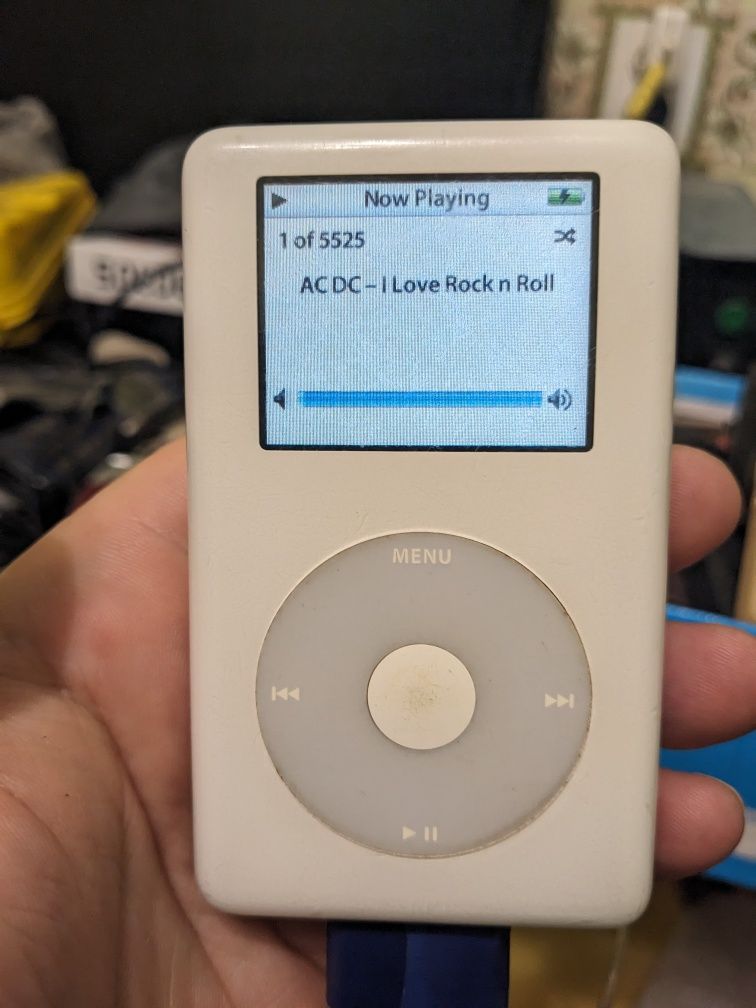 Now Playing
1 of 5525
AC DC – I Love Rock n Roll
MENU